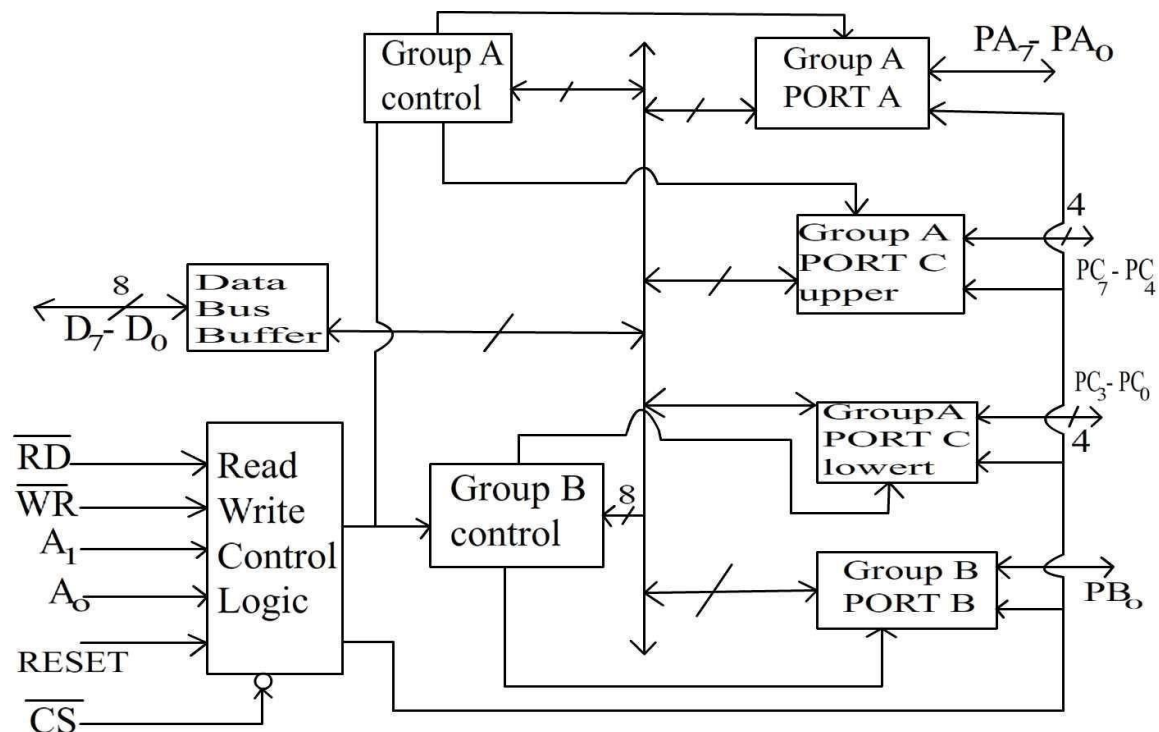 Group A
control
Group A
PORT A
PA₇- PA₀
4
Group A
PORT C
upper
PC₇ - PC₄
8
D₇- D₀
Data
Bus
Buffer
PC₃- PC₀
4
GroupA
PORT C
lowert
RD
WR
A₁
A₀
RESET
CS
Read
Write
Control
Logic
Group B
control
8
Group B
PORT B
PB₀